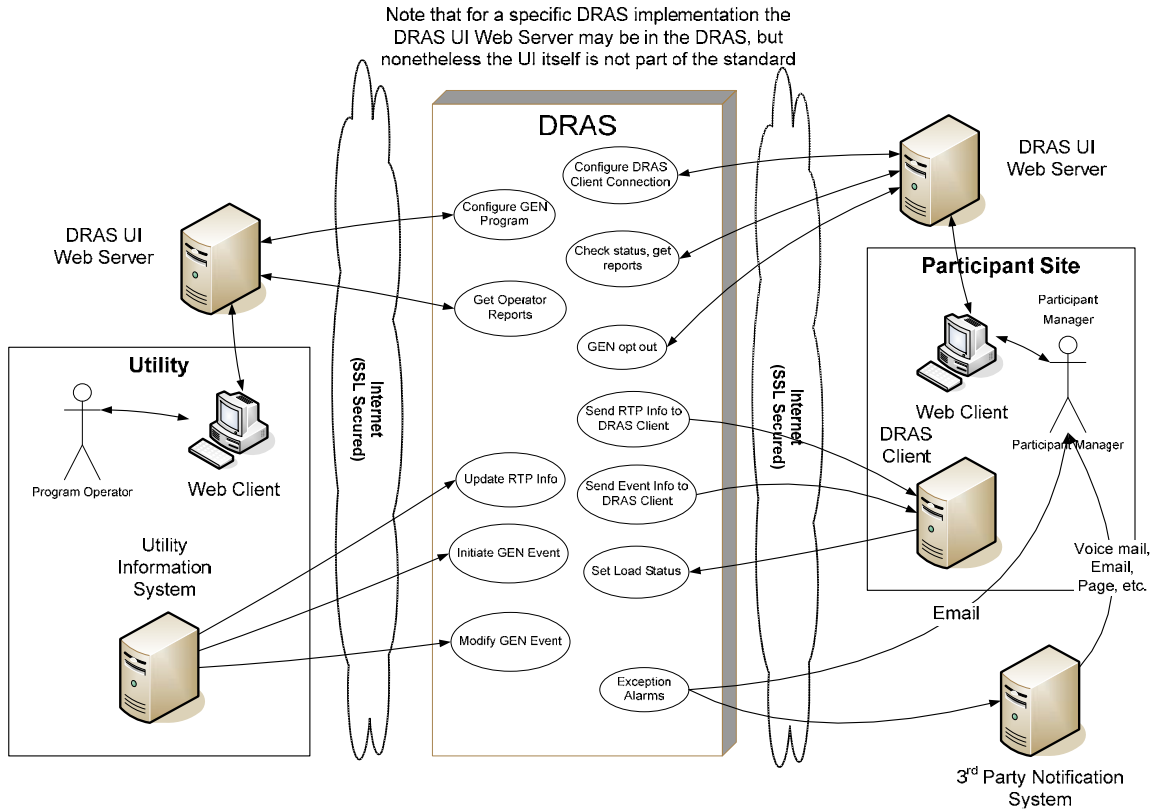 Note that for a specific DRAS implementation the
DRAS UI Web Server may be in the DRAS, but
nonetheless the UI itself is not part of the standard
DRAS
Configure DRAS
Client Connection
DRAS UI
Web Server
Configure GEN
Program
DRAS UI
Web Server
Check status, get
reports
Participant Site
Get Operator
Reports
Participant
Manager
GEN opt out
Utility
Internet
(SSL Secured)
Internet
(SSL Secured)
Web Client
Send RTP Info to
DRAS Client
DRAS
Client
Participant Manager
Program Operator
Web Client
Update RTP Info
Send Event Info to
DRAS Client
Utility
Information
System
Initiate GEN Event
Set Load Status
Voice mail,
Email,
Page, etc.
Email
Modify GEN Event
Exception
Alarms
3rd Party Notification
System